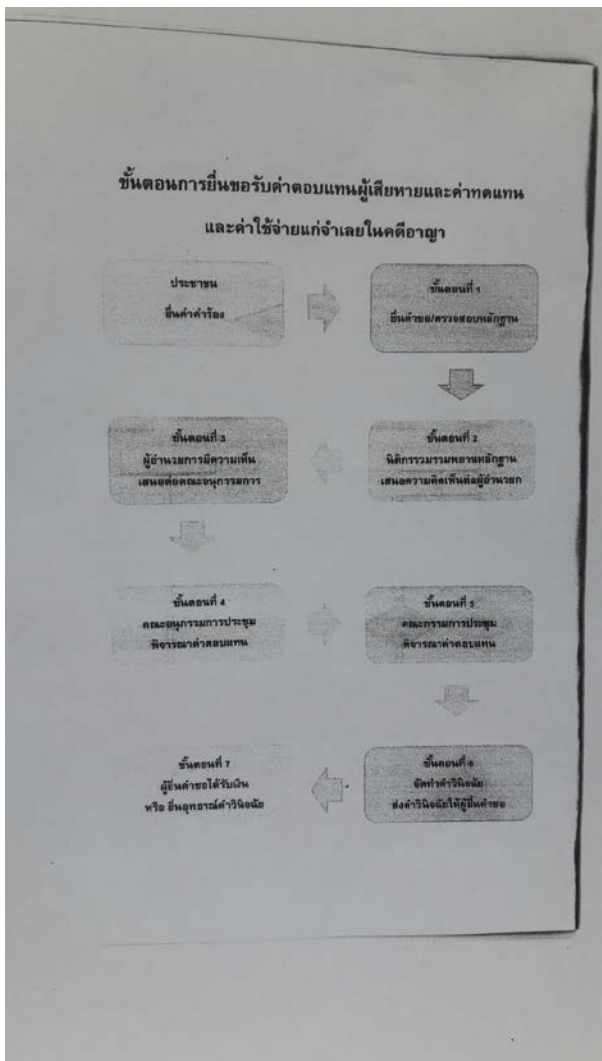 ขั้นตอนการยื่นขอรับค่าตอบแทนผู้เสียหายและค่าทดแทน
และค่าใช้จ่ายแก่จำเลยในคดีอาญา
ประชาชน
ยื่นคำคำร้อง
ขั้นตอนที่ 1
ยื่นคำขอ/ตรวจสอบหลักฐาน
ขั้นตอนที่ 2
นิติกรรวมรวมพยานหลักฐาน
เสนอความคิดเห็นต่อผู้อำนวยก
ขั้นตอนที่ 3
ผู้อำนวยการมีความเห็น
เสนอต่อคณะอนุกรรมการ
ขั้นตอนที่ 4
คณะอนุกรรมการประชุม
พิจารณาค่าตอบแทน
ขั้นตอนที่ 5
คณะกรรมการประชุม
พิจารณาค่าตอบแทน
ขั้นตอนที่ 6
จัดทำคำวินิจฉัย
ส่งคำวินิจฉัยให้ผู้ยื่นคำขอ
ขั้นตอนที่ 7
ผู้ยื่นคำขอได้รับเงิน
หรือ ยื่นอุทธรณ์คำวินิจฉัย